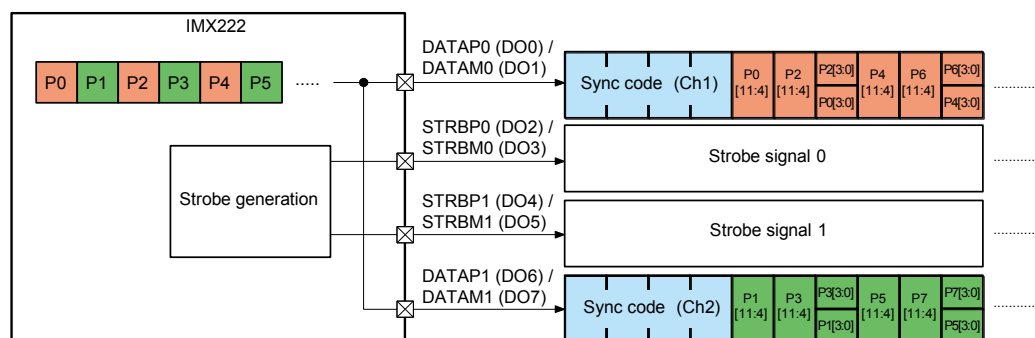 IMX222
P0 P1 P2 P3 P4 P5 .....
DATAP0 (DO0) /
DATAM0 (DO1)
Sync code (Ch1)
P0
[11:4]
P2
[11:4]
P2[3:0]
P0[3:0]
P4
[11:4]
P6
[11:4]
P6[3:0]
P4[3:0]
STRBP0 (DO2) /
STRBM0 (DO3)
Strobe signal 0
Strobe generation
STRBP1 (DO4) /
STRBM1 (DO5)
Strobe signal 1
DATAP1 (DO6) /
DATAM1 (DO7)
Sync code (Ch2)
P1
[11:4]
P3
[11:4]
P3[3:0]
P1[3:0]
P5
[11:4]
P7
[11:4]
P7[3:0]
P5[3:0]